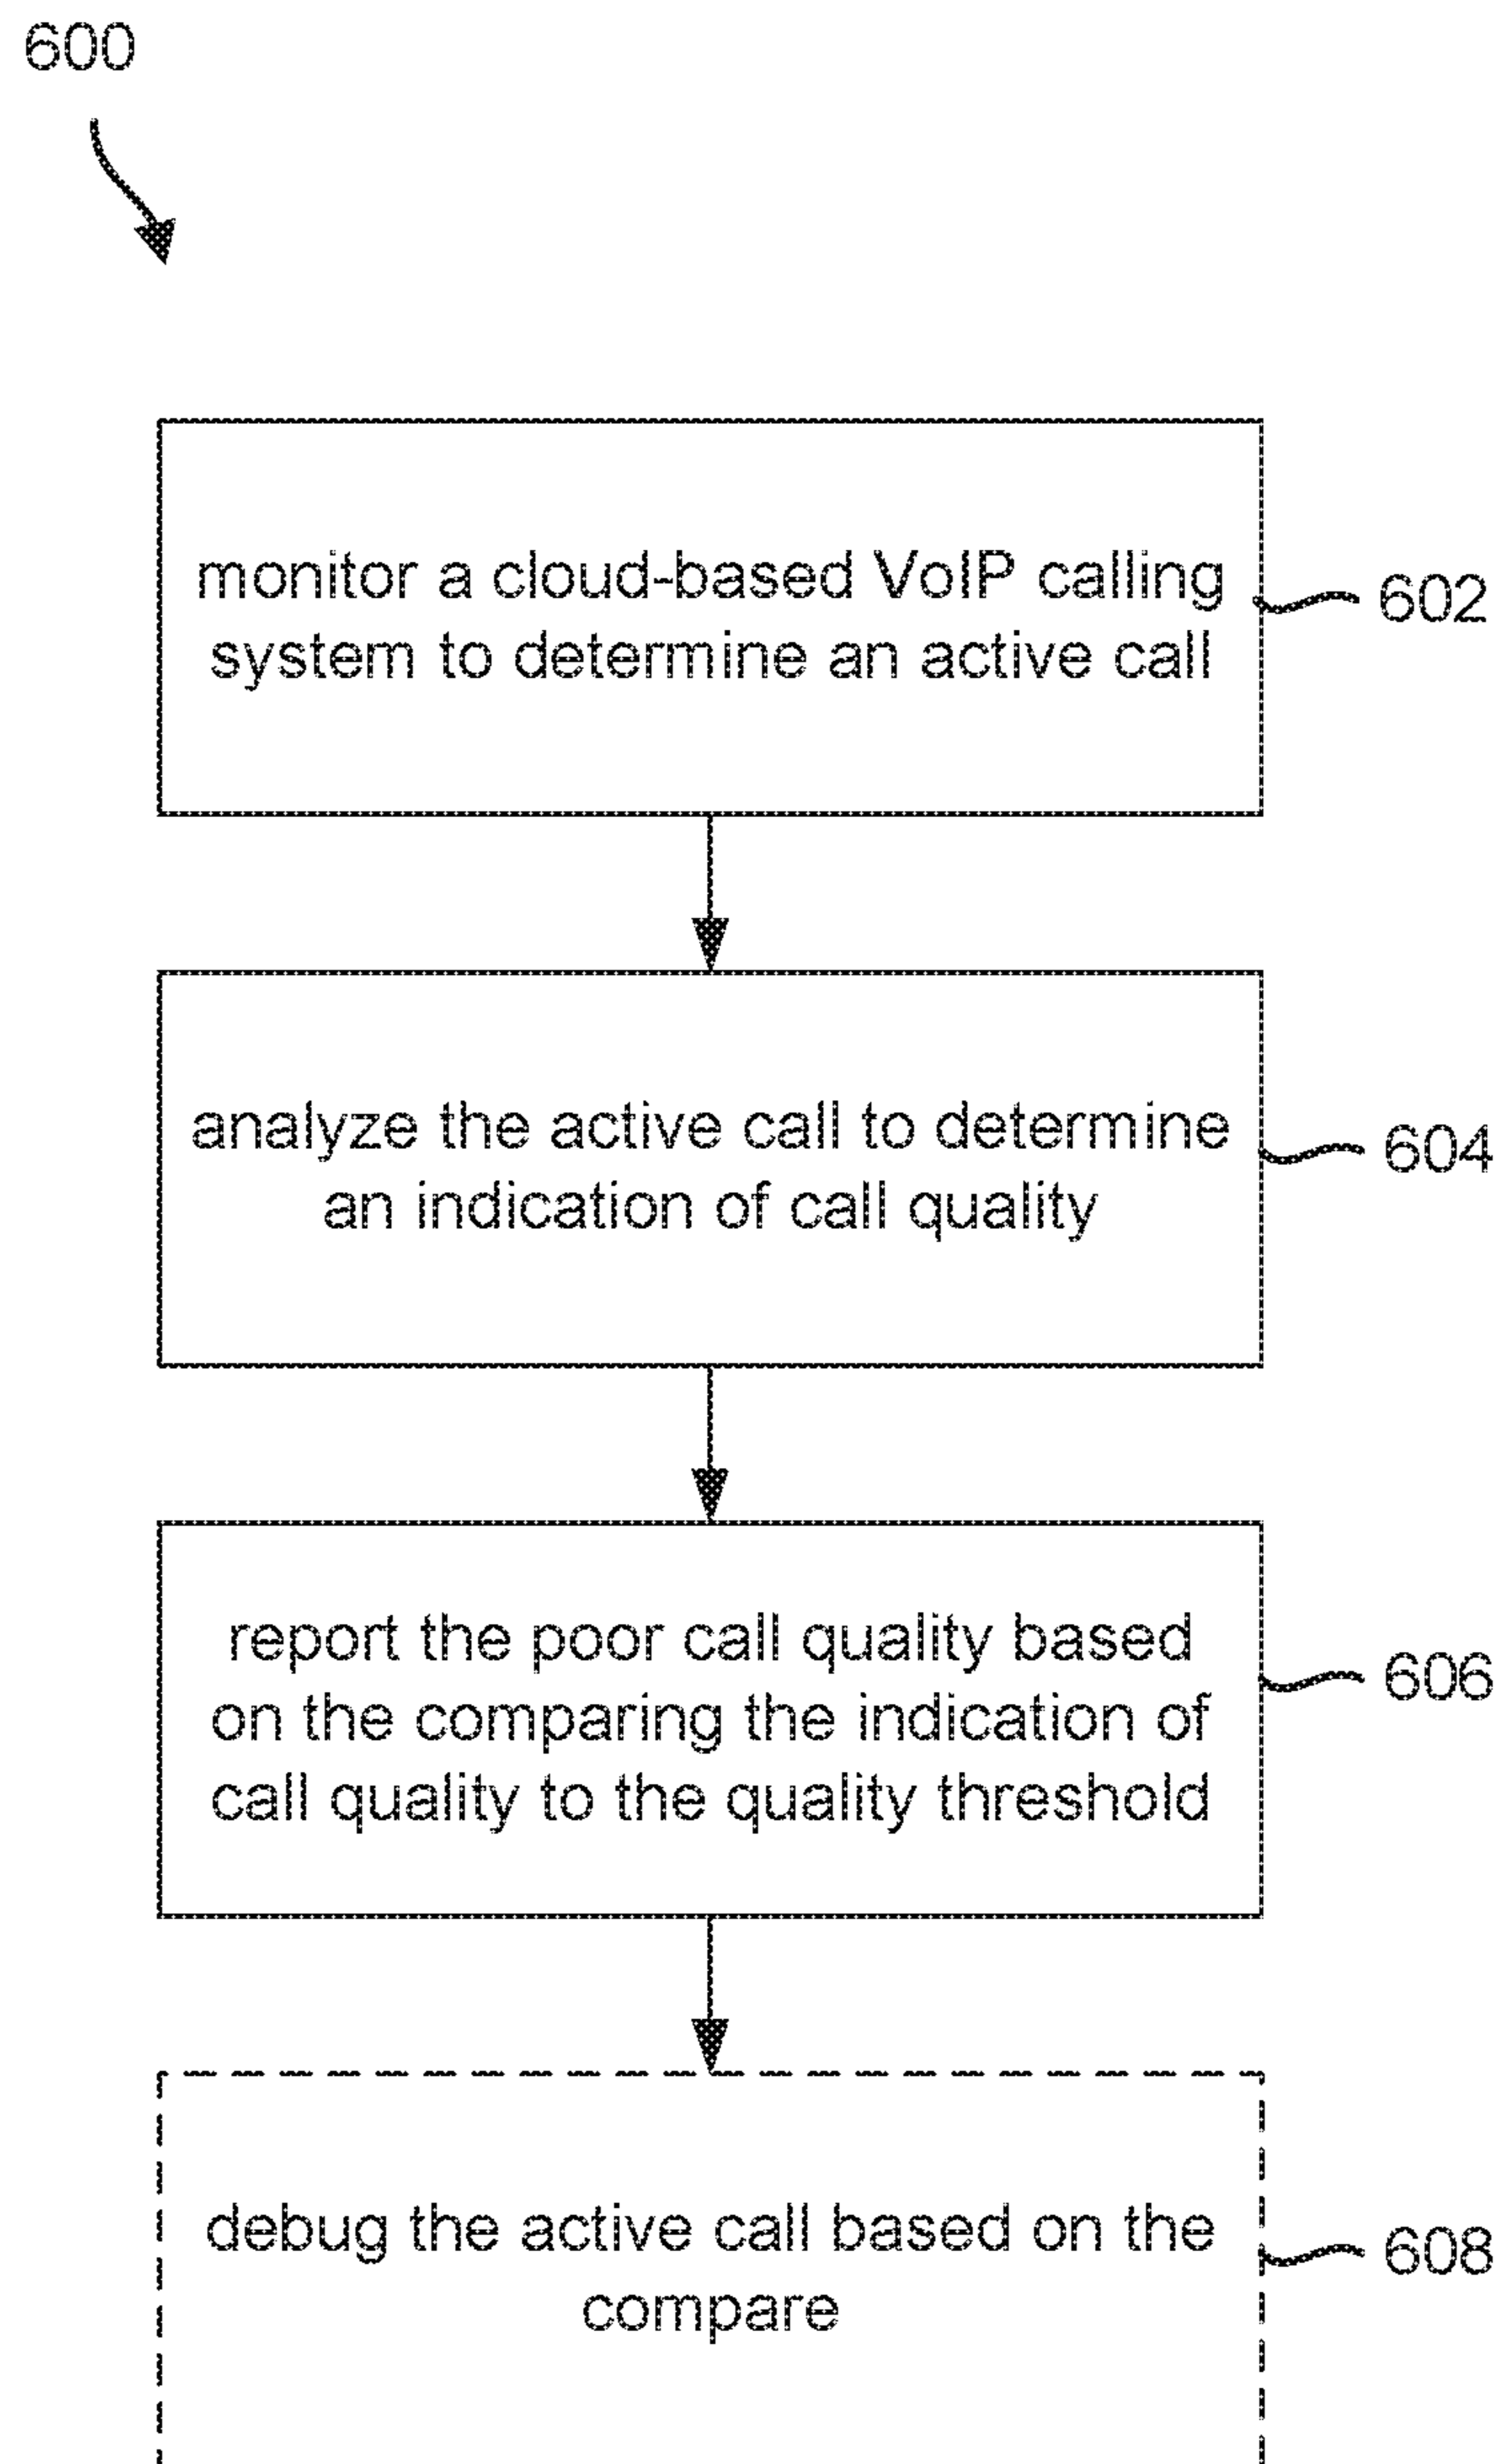 600
monitor a cloud-based VoIP calling
system to determine an active call
602
analyze the active call to determine
an indication of call quality
604
report the poor call quality based
on the comparing the indication of
call quality to the quality threshold
606
debug the active call based on the
compare
608